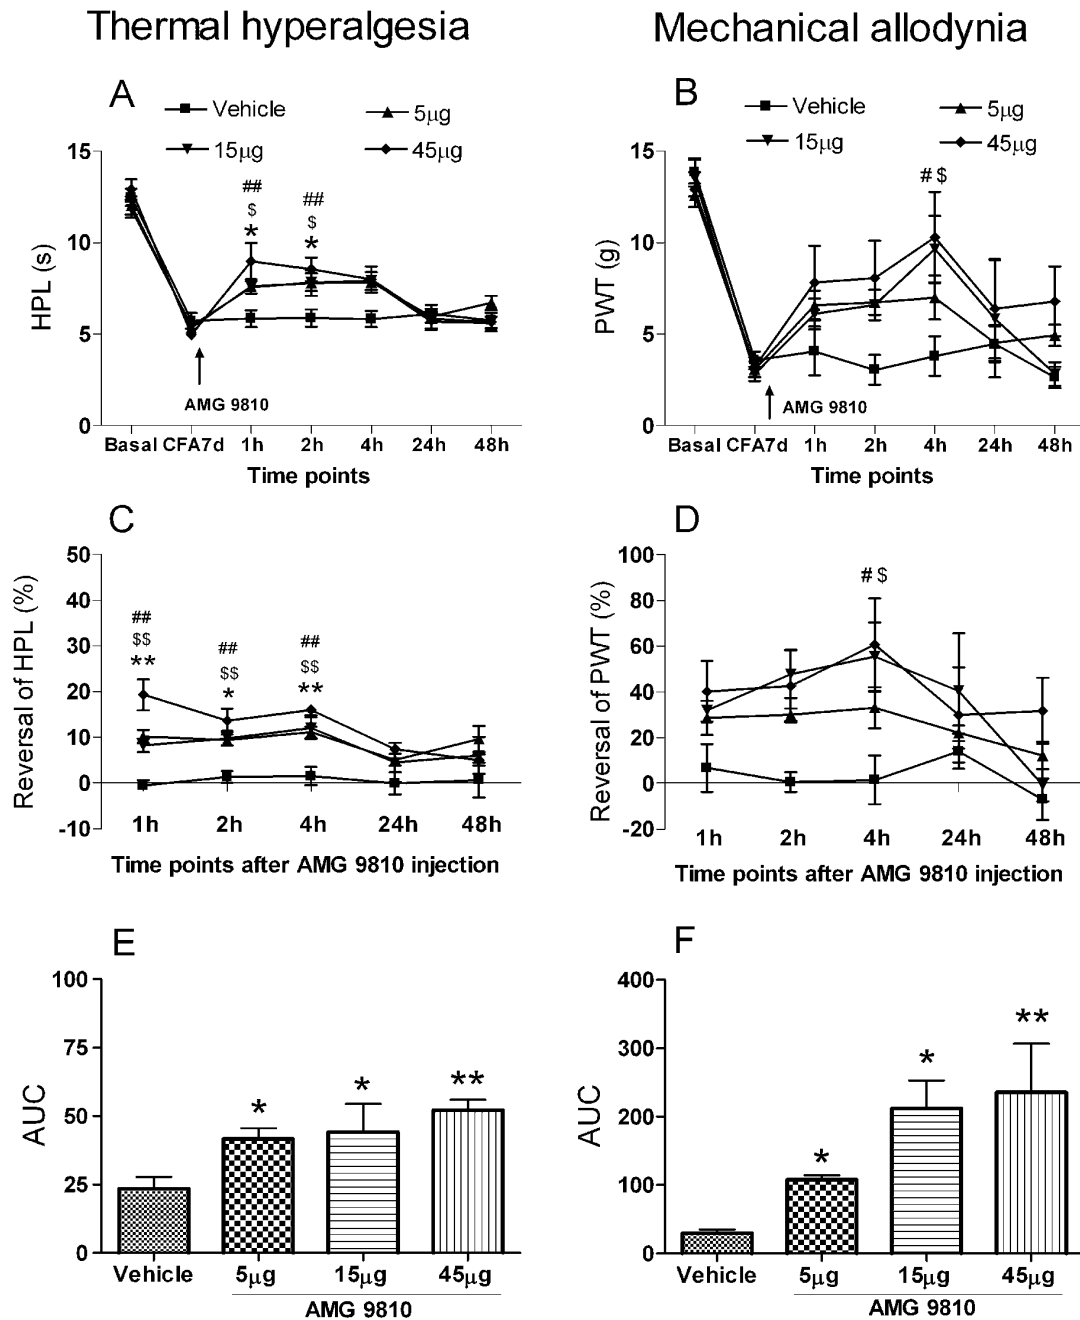 Thermal hyperalgesia
Mechanical allodynia
A
Vehicle
5µg
15µg
45µg
HPL (s)
15
10
5
0
##
$
*
##
$
*
AMG 9810
Basal CFA7d 1h 2h 4h 24h 48h
Time points
B
Vehicle
5µg
15µg
45µg
PWT (g)
15
10
5
0
# $
AMG 9810
Basal CFA7d 1h 2h 4h 24h 48h
Time points
C
Reversal of HPL (%)
50
40
30
20
10
0
-10
##
$$
**
##
$$
*
##
$$
**
1h 2h 4h 24h 48h
Time points after AMG 9810 injection
D
Reversal of PWT (%)
100
80
60
40
20
0
-20
# $
1h 2h 4h 24h 48h
Time points after AMG 9810 injection
E
AUC
100
75
50
25
0
*
*
**
Vehicle 5µg 15µg 45µg
AMG 9810
F
AUC
400
300
200
100
0
*
*
**
Vehicle 5µg 15µg 45µg
AMG 9810